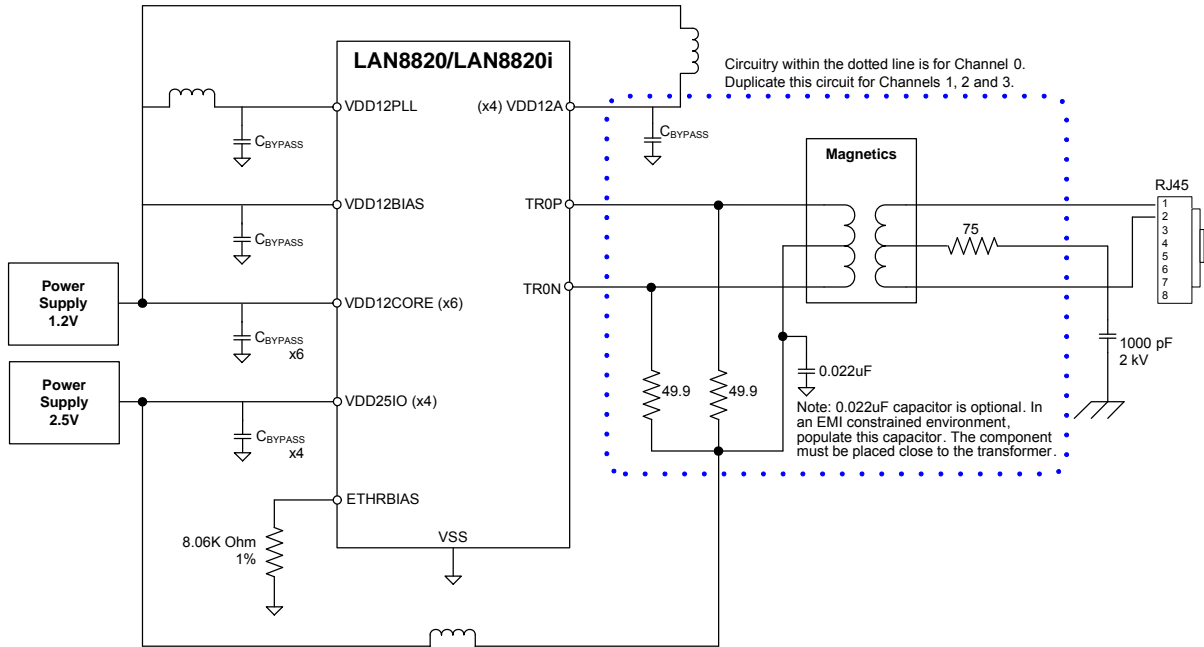 LAN8820/LAN8820i
Circuitry within the dotted line is for Channel 0.
Duplicate this circuit for Channels 1, 2 and 3.
VDD12PLL
(x4) VDD12A
CBYPASS
CBYPASS
Magnetics
RJ45
VDD12BIAS
TR0P
1
2
3
4
5
6
7
8
75
CBYPASS
Power
Supply
1.2V
TR0N
VDD12CORE (x6)
CBYPASS
x6
1000 pF
2 kV
0.022uF
49.9
49.9
Power
Supply
2.5V
VDD25IO (x4)
CBYPASS
x4
Note: 0.022uF capacitor is optional. In
an EMI constrained environment,
populate this capacitor. The component
must be placed close to the transformer.
ETHRBIAS
8.06K Ohm
1%
VSS